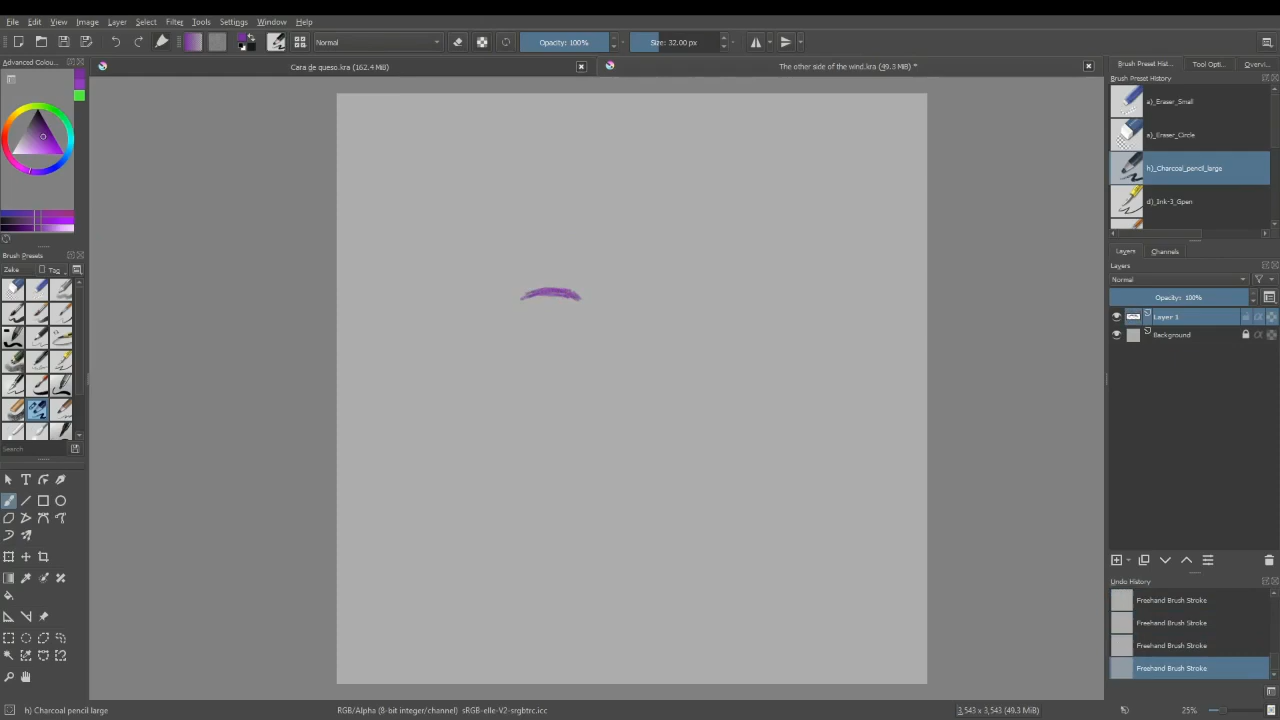 File Edit View Image Layer Select Filter Tools Settings Window Help
Normal Opacity: 100% Size: 32.00 px
Advanced Colou...
Cara de queso.kra (162.4 MiB)
The other side of the wind.kra (49.3 MiB) *
Brush Preset Hist... Tool Opti... Overvi...
Brush Preset History
a)_Eraser_Small
a)_Eraser_Circle
h)_Charcoal_pencil_large
d)_Ink-3_Gpen
Layers Channels
Layers
Normal
Opacity: 100%
Layer 1
Background
Brush Presets
Zeke Tag
Search
Undo History
Freehand Brush Stroke
Freehand Brush Stroke
Freehand Brush Stroke
Freehand Brush Stroke
h) Charcoal pencil large
RGB/Alpha (8-bit integer/channel) sRGB-elle-V2-srgbtrc.icc
3,543 x 3,543 (49.3 MiB)
25%